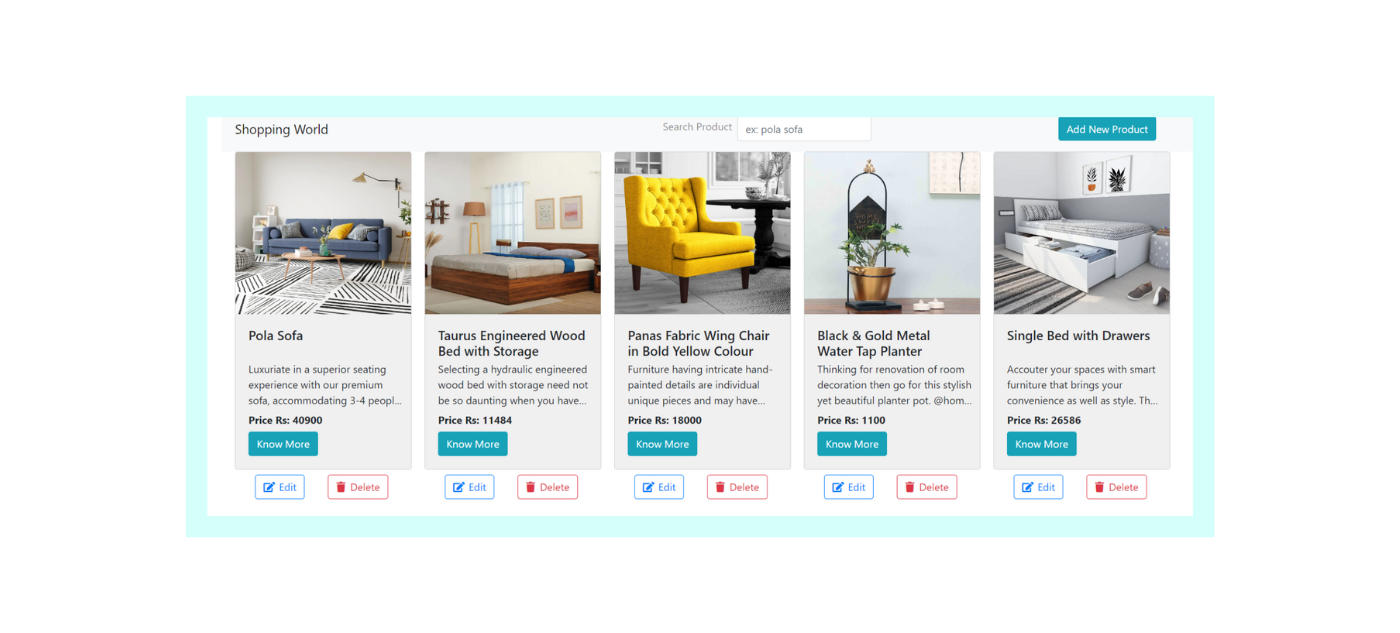 Shopping World
Search Product
ex: pola sofa
Add New Product
Pola Sofa
Luxuriate in a superior seating
experience with our premium
sofa, accommodating 3-4 peopl...
Price Rs: 40900
Know More
Edit
Delete
Taurus Engineered Wood
Bed with Storage
Selecting a hydraulic engineered
wood bed with storage need not
be so daunting when you have...
Price Rs: 11484
Know More
Edit
Delete
Panas Fabric Wing Chair
in Bold Yellow Colour
Furniture having intricate hand-
painted details are individual
unique pieces and may have...
Price Rs: 18000
Know More
Edit
Delete
Black & Gold Metal
Water Tap Planter
Thinking for renovation of room
decoration then go for this stylish
yet beautiful planter pot. @hom...
Price Rs: 1100
Know More
Edit
Delete
Single Bed with Drawers
Accouter your spaces with smart
furniture that brings your
convenience as well as style. Th...
Price Rs: 26586
Know More
Edit
Delete